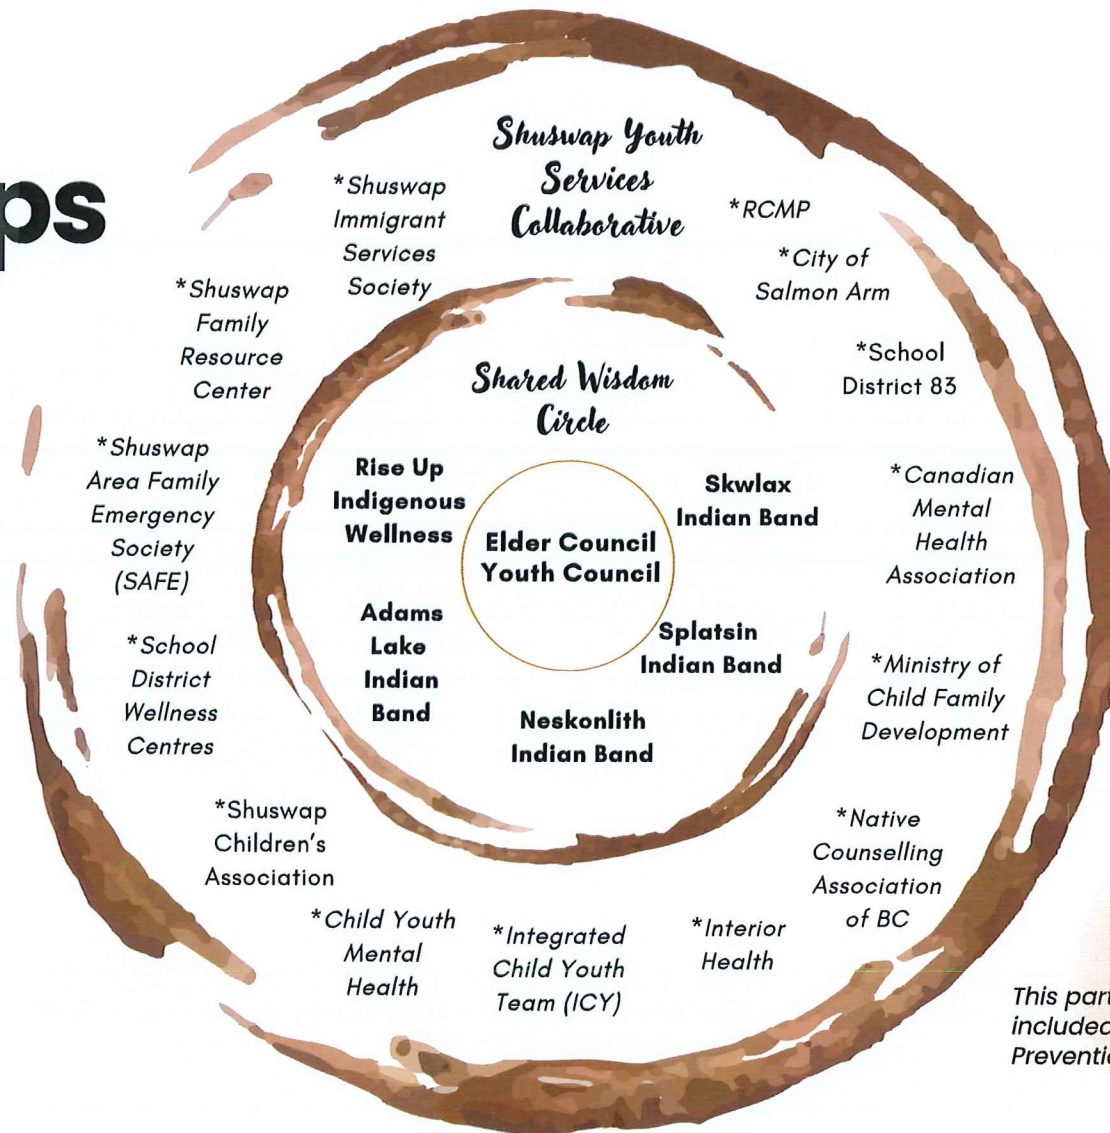 ps
Shuswap Youth
Services
Collaborative
*Shuswap
Immigrant
Services
Society
*RCMP
*City of
Salmon Arm
*Shuswap
Family
Resource
Center
*School
District 83
Shared Wisdom
Circle
*Shuswap
Area Family
Emergency
Society
(SAFE)
Rise Up
Indigenous
Wellness
Skwlax
Indian Band
*Canadian
Mental
Health
Association
Elder Council
Youth Council
Adams
Lake
Indian
Band
Splatsin
Indian Band
*School
District
Wellness
Centres
*Ministry of
Child Family
Development
Neskonlith
Indian Band
*Shuswap
Children's
Association
*Native
Counselling
Association
of BC
*Child Youth
Mental
Health
*Integrated
Child Youth
Team (ICY)
*Interior
Health
This part
included
Preventio